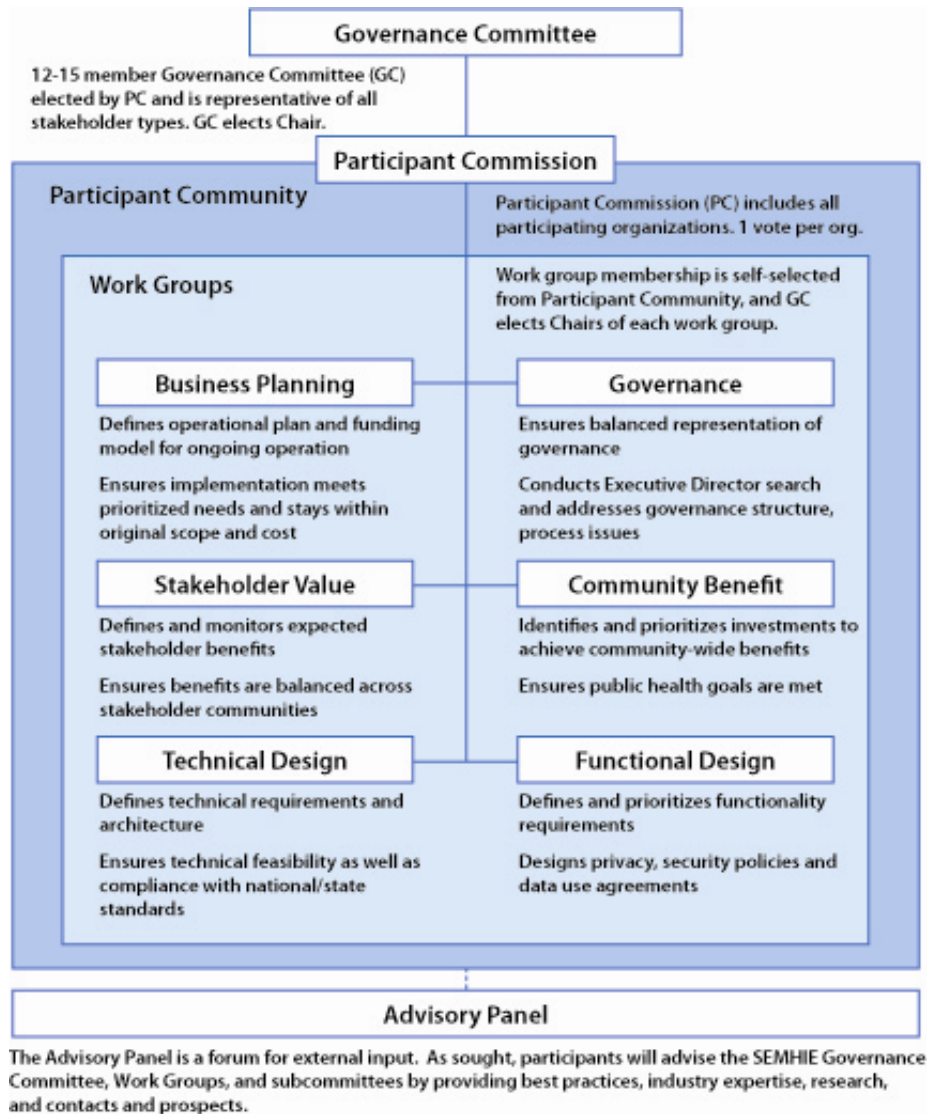 Governance Committee
12-15 member Governance Committee (GC)
elected by PC and is representative of all
stakeholder types. GC elects Chair.
Participant Commission
Participant Community
Participant Commission (PC) includes all
participating organizations. 1 vote per org.
Work Groups
Work group membership is self-selected
from Participant Community, and GC
elects Chairs of each work group.
Business Planning
Defines operational plan and funding
model for ongoing operation
Ensures implementation meets
prioritized needs and stays within
original scope and cost
Governance
Ensures balanced representation of
governance
Conducts Executive Director search
and addresses governance structure,
process issues
Stakeholder Value
Defines and monitors expected
stakeholder benefits
Ensures benefits are balanced across
stakeholder communities
Community Benefit
Identifies and prioritizes investments to
achieve community-wide benefits
Ensures public health goals are met
Technical Design
Defines technical requirements and
architecture
Ensures technical feasibility as well as
compliance with national/state
standards
Functional Design
Defines and prioritizes functionality
requirements
Designs privacy, security policies and
data use agreements
Advisory Panel
The Advisory Panel is a forum for external input. As sought, participants will advise the SEMHIE Governance
Committee, Work Groups, and subcommittees by providing best practices, industry expertise, research,
and contacts and prospects.